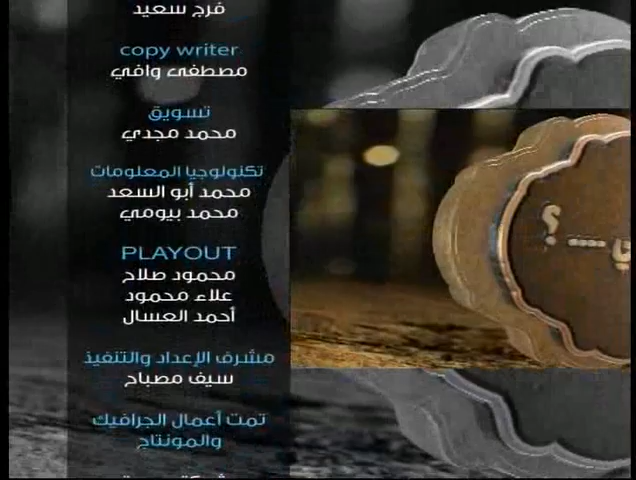 فرج سعيد
copy writer
مصطفى وافي
تسويق
محمد مجدي
تكنولوجيا المعلومات
محمد أبو السعد
محمد بيومي
PLAYOUT
محمود صلاح
علاء محمود
أحمد العسال
مشرف الإعداد والتنفيذ
سيف مصباح
تمت أعمال الجرافيك
والمونتاج